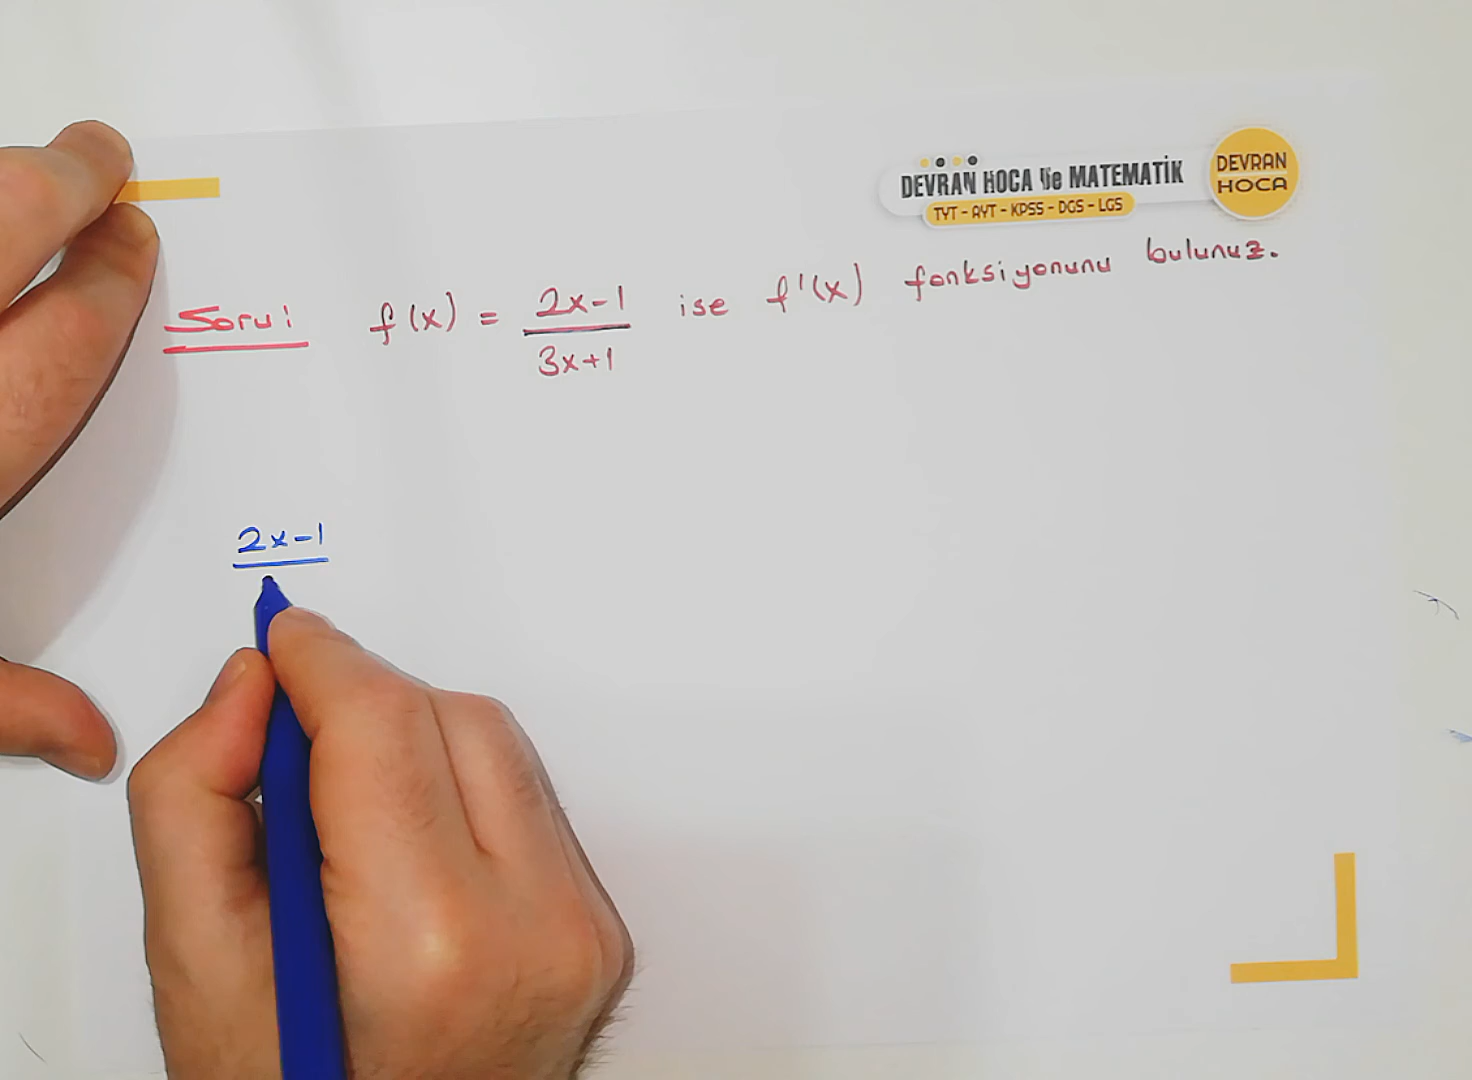 DEVRAN HOCA ile MATEMATİK
DEVRAN
HOCA
TYT - AYT - KPSS - DGS - LGS
Soru: f(x) = \frac{2x-1}{3x+1} ise f'(x) fonksiyonunu bulunuz.
2x-1